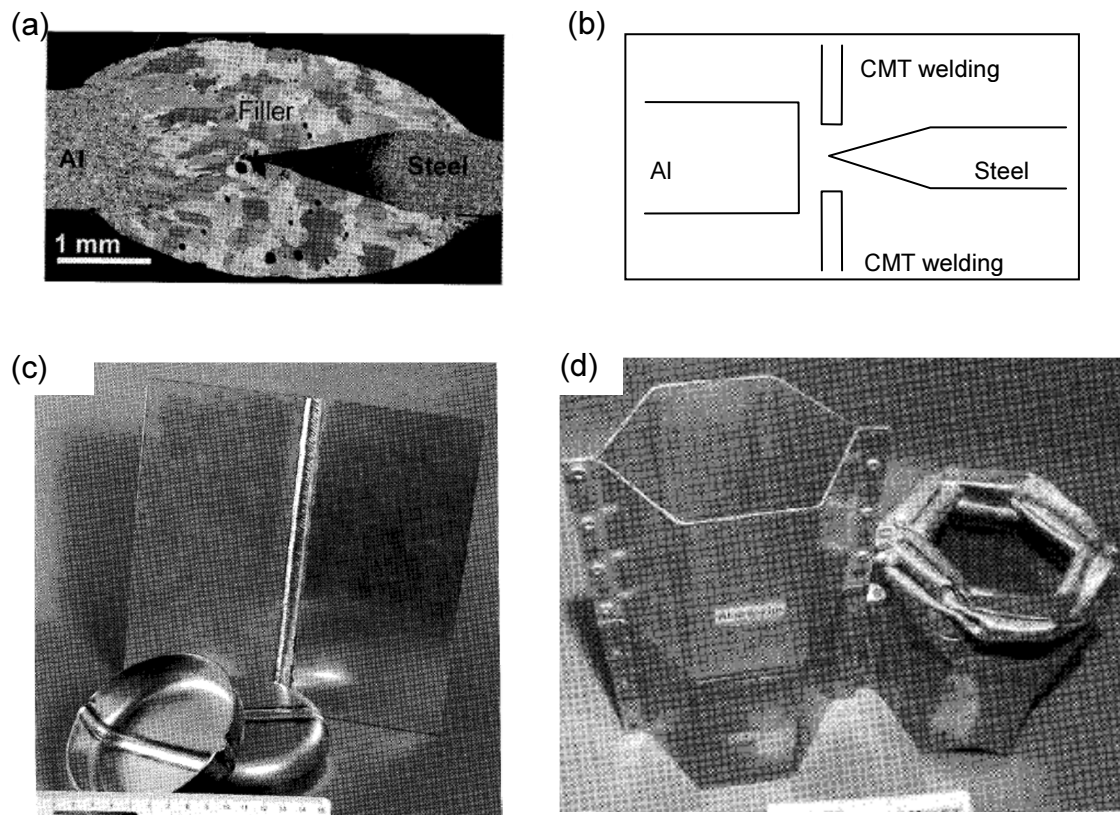 (a)
Filler
Al
Steel
1 mm
(b)
CMT welding
Al
Steel
CMT welding
(c)
(d)